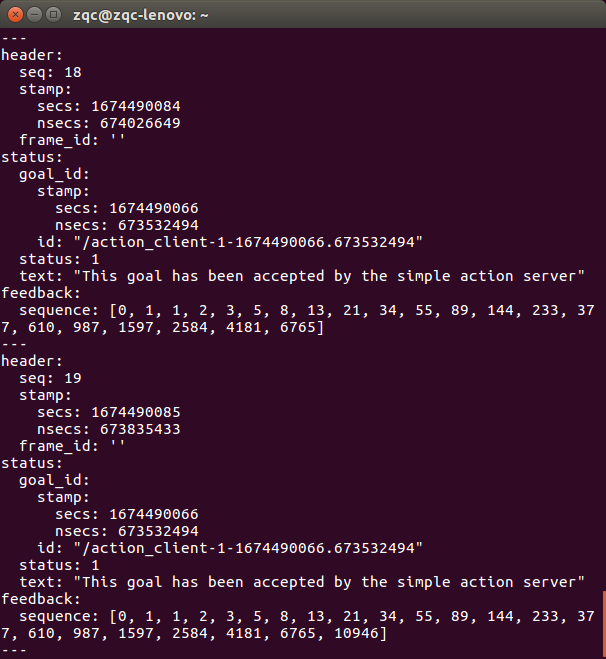 zqc@zqc-lenovo: ~
---
header:
  seq: 18
  stamp:
    secs: 1674490084
    nsecs: 674026649
  frame_id: ''
status:
  goal_id:
    stamp:
      secs: 1674490066
      nsecs: 673532494
    id: "/action_client-1-1674490066.673532494"
  status: 1
  text: "This goal has been accepted by the simple action server"
feedback:
  sequence: [0, 1, 1, 2, 3, 5, 8, 13, 21, 34, 55, 89, 144, 233, 37
7, 610, 987, 1597, 2584, 4181, 6765]
---
header:
  seq: 19
  stamp:
    secs: 1674490085
    nsecs: 673835433
  frame_id: ''
status:
  goal_id:
    stamp:
      secs: 1674490066
      nsecs: 673532494
    id: "/action_client-1-1674490066.673532494"
  status: 1
  text: "This goal has been accepted by the simple action server"
feedback:
  sequence: [0, 1, 1, 2, 3, 5, 8, 13, 21, 34, 55, 89, 144, 233, 37
7, 610, 987, 1597, 2584, 4181, 6765, 10946]
---